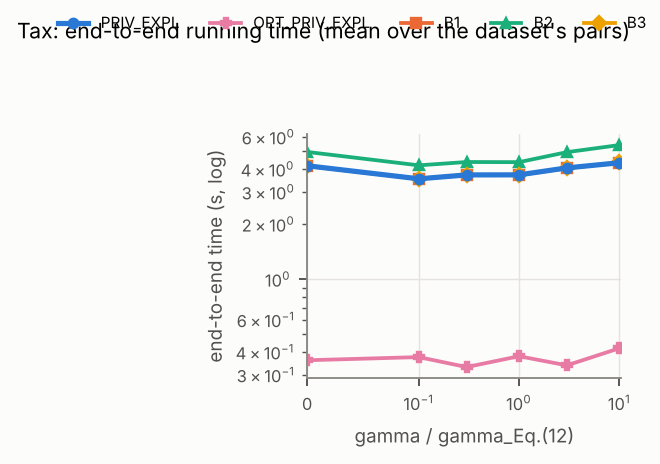 PRIV_EXPL OPT_PRIV_EXPL B1 B2 B3
Tax: end-to-end running time (mean over the dataset's pairs)
6 × 10⁰
4 × 10⁰
3 × 10⁰
2 × 10⁰
10⁰
6 × 10⁻¹
4 × 10⁻¹
3 × 10⁻¹
end-to-end time (s, log)
0 10⁻¹ 10⁰ 10¹
gamma / gamma_Eq.(12)